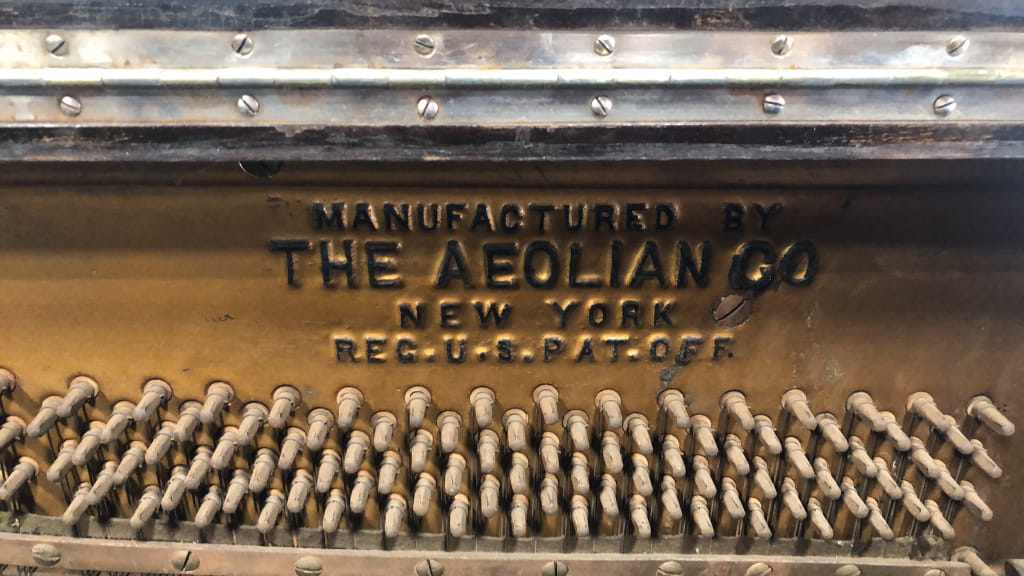 MANUFACTURED BY
THE AEOLIAN CO
NEW YORK
REG.U.S.PAT.OFF.